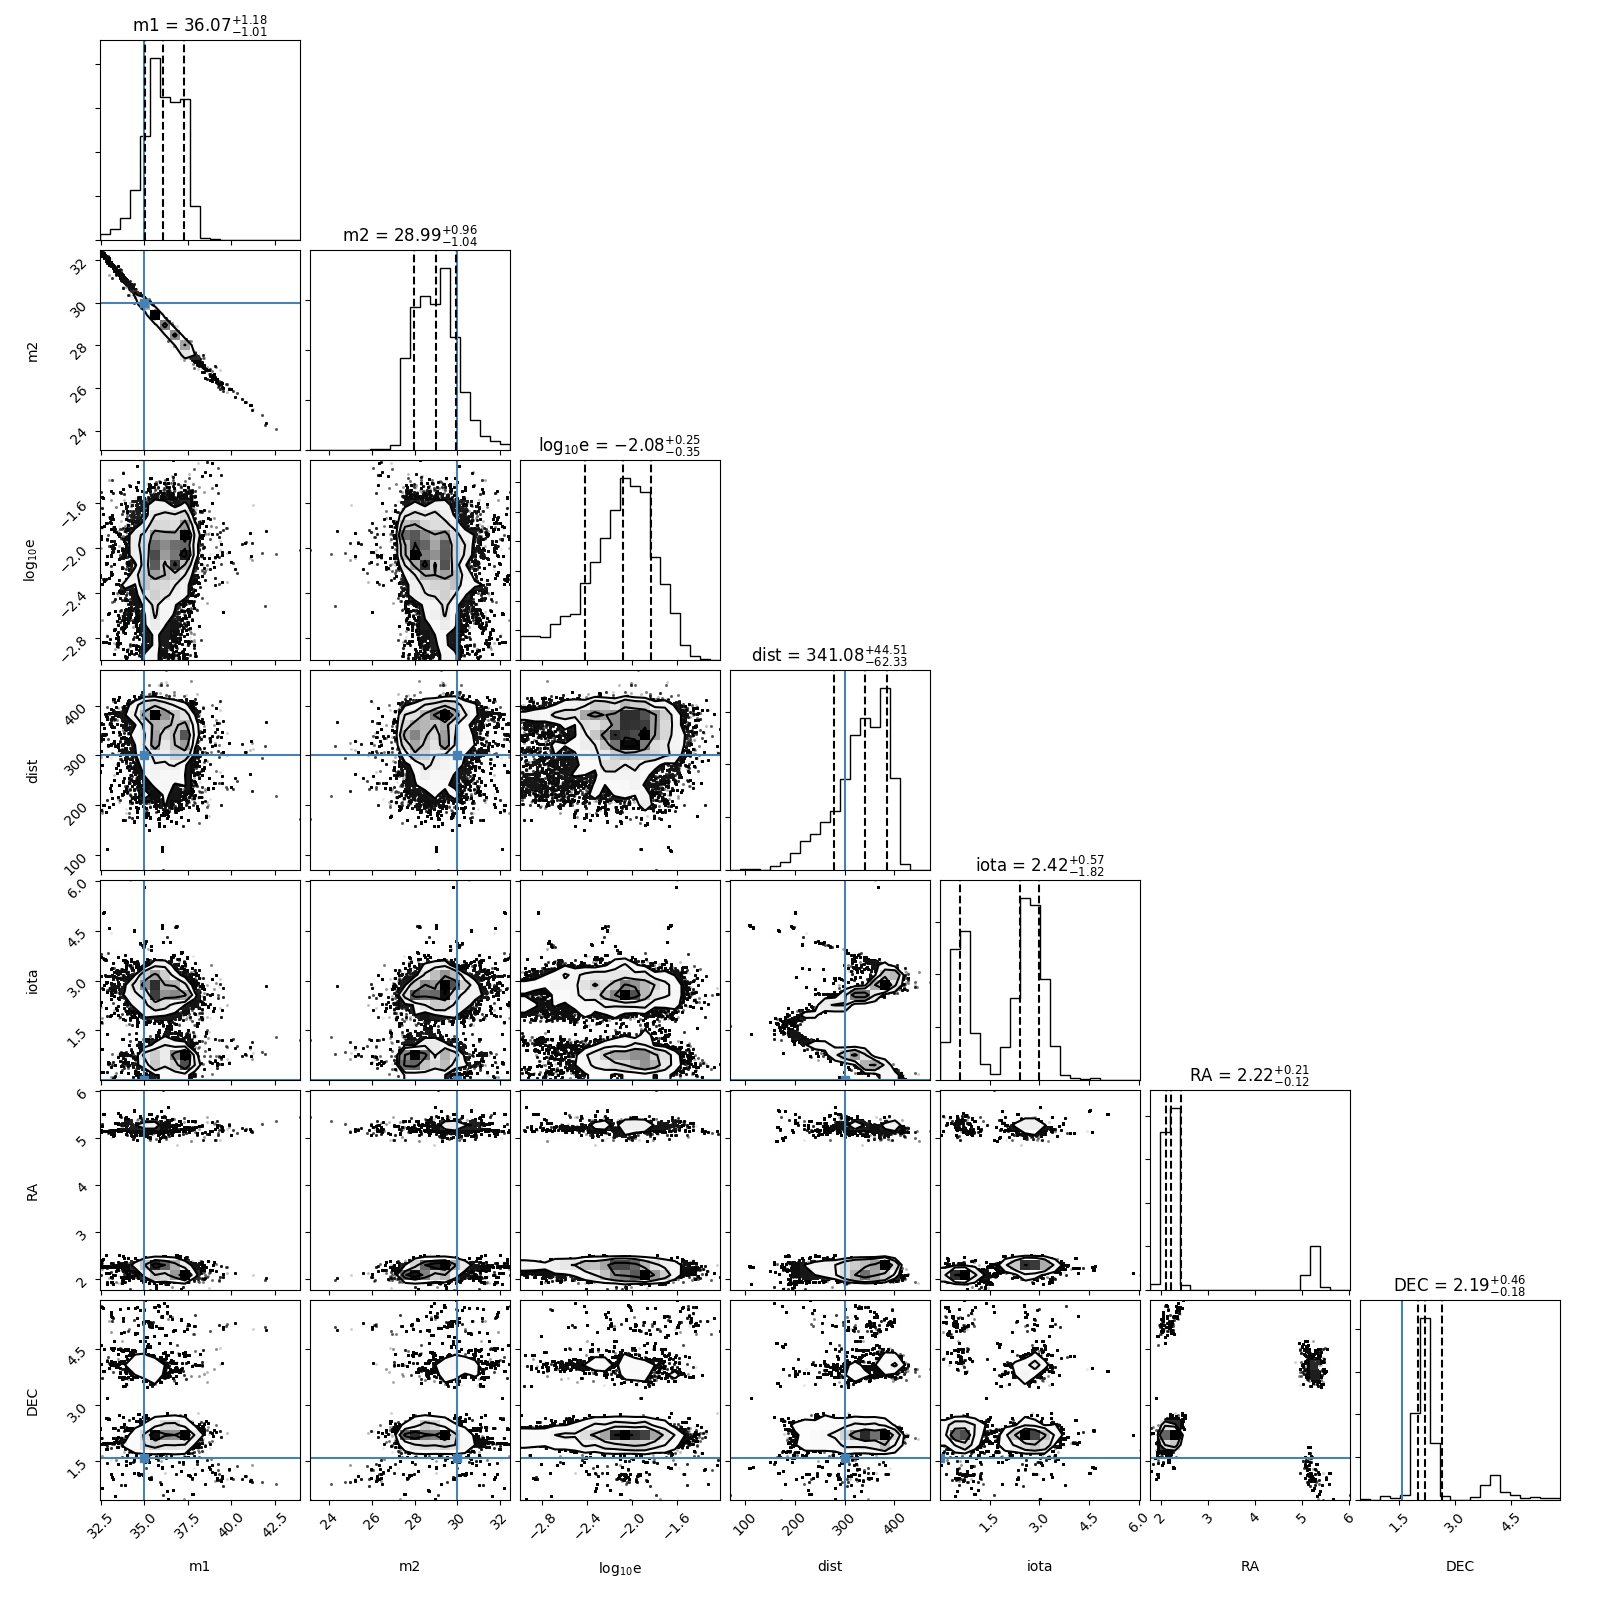 m1 = 36.07^{+1.18}_{-1.01}
m2 = 28.99^{+0.96}_{-1.04}
32
30
28
26
24
m2
log₁₀e = −2.08^{+0.25}_{-0.35}
−1.6
−2.0
−2.4
−2.8
log₁₀e
dist = 341.08^{+44.51}_{-62.33}
400
300
200
100
dist
iota = 2.42^{+0.57}_{-1.82}
6.0
4.5
3.0
1.5
iota
RA = 2.22^{+0.21}_{-0.12}
6
5
4
3
2
RA
DEC = 2.19^{+0.46}_{-0.18}
4.5
3.0
1.5
DEC
32.5 35.0 37.5 40.0 42.5 24 26 28 30 32 −2.8 −2.4 −2.0 −1.6 100 200 300 400 1.5 3.0 4.5 6.0 2 3 4 5 6 1.5 3.0 4.5
m1 m2 log₁₀e dist iota RA DEC